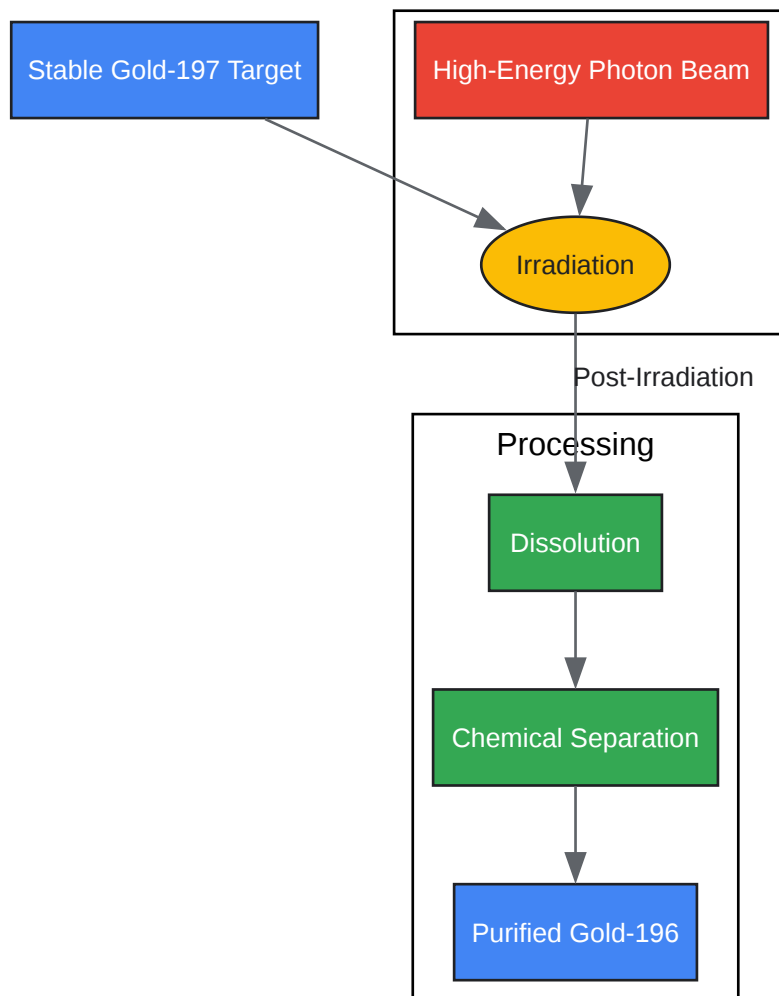 Stable Gold-197 Target
High-Energy Photon Beam
Irradiation
Post-Irradiation
Processing
Dissolution
Chemical Separation
Purified Gold-196